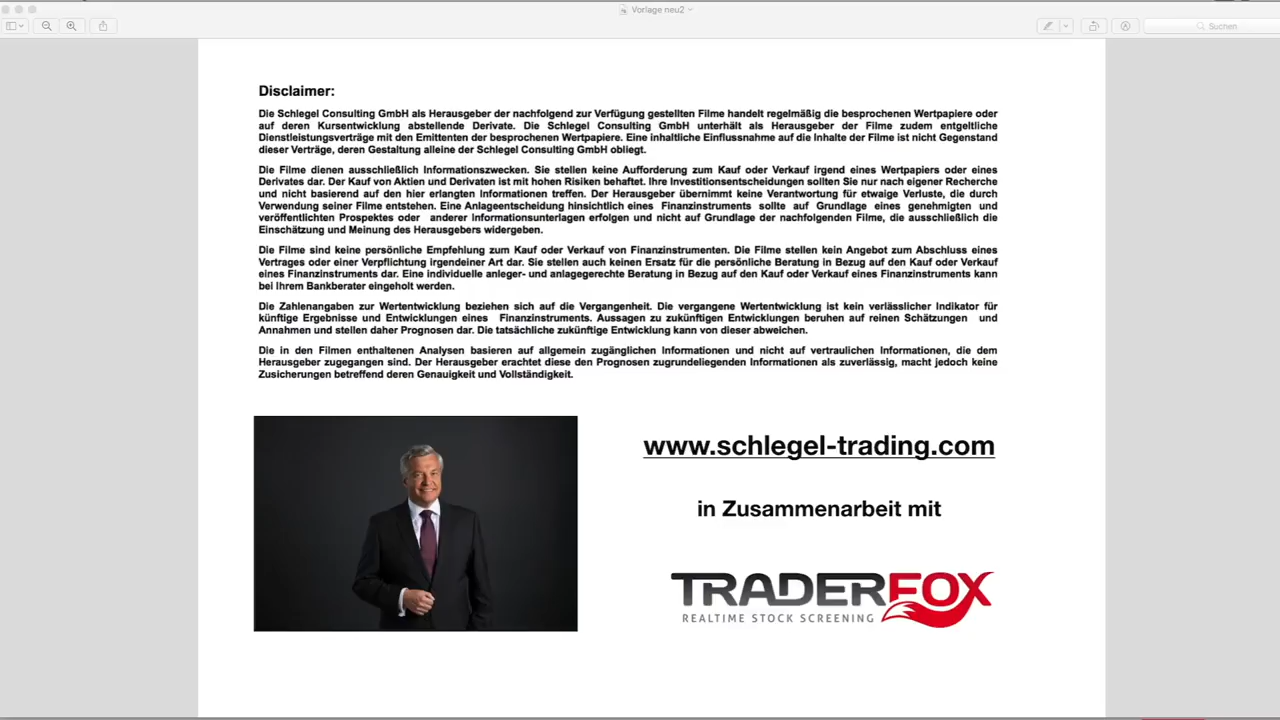 Vorlage neu2
Suchen
Disclaimer:
Die Schlegel Consulting GmbH als Herausgeber der nachfolgend zur Verfügung gestellten Filme handelt regelmäßig die besprochenen Wertpapiere oder
auf deren Kursentwicklung abstellende Derivate. Die Schlegel Consulting GmbH unterhält als Herausgeber der Filme zudem entgeltliche
Dienstleistungsverträge mit den Emittenten der besprochenen Wertpapiere. Eine inhaltliche Einflussnahme auf die Inhalte der Filme ist nicht Gegenstand
dieser Verträge, deren Gestaltung alleine der Schlegel Consulting GmbH obliegt.
Die Filme dienen ausschließlich Informationszwecken. Sie stellen keine Aufforderung zum Kauf oder Verkauf irgend eines Wertpapiers oder eines
Derivates dar. Der Kauf von Aktien und Derivaten ist mit hohen Risiken behaftet. Ihre Investitionsentscheidungen sollten Sie nur nach eigener Recherche
und nicht basierend auf den hier erlangten Informationen treffen. Der Herausgeber übernimmt keine Verantwortung für etwaige Verluste, die durch
Verwendung seiner Filme entstehen. Eine Anlageentscheidung hinsichtlich eines Finanzinstruments sollte auf Grundlage eines genehmigten und
veröffentlichten Prospektes oder anderer Informationsunterlagen erfolgen und nicht auf Grundlage der nachfolgenden Filme, die ausschließlich die
Einschätzung und Meinung des Herausgebers widergeben.
Die Filme sind keine persönliche Empfehlung zum Kauf oder Verkauf von Finanzinstrumenten. Die Filme stellen kein Angebot zum Abschluss eines
Vertrages oder einer Verpflichtung irgendeiner Art dar. Sie stellen auch keinen Ersatz für die persönliche Beratung in Bezug auf den Kauf oder Verkauf
eines Finanzinstruments dar. Eine individuelle anleger- und anlagegerechte Beratung in Bezug auf den Kauf oder Verkauf eines Finanzinstruments kann
bei Ihrem Bankberater eingeholt werden.
Die Zahlenangaben zur Wertentwicklung beziehen sich auf die Vergangenheit. Die vergangene Wertentwicklung ist kein verlässlicher Indikator für
künftige Ergebnisse und Entwicklungen eines Finanzinstruments. Aussagen zu zukünftigen Entwicklungen beruhen auf reinen Schätzungen und
Annahmen und stellen daher Prognosen dar. Die tatsächliche zukünftige Entwicklung kann von dieser abweichen.
Die in den Filmen enthaltenen Analysen basieren auf allgemein zugänglichen Informationen und nicht auf vertraulichen Informationen, die dem
Herausgeber zugegangen sind. Der Herausgeber erachtet diese den Prognosen zugrundeliegenden Informationen als zuverlässig, macht jedoch keine
Zusicherungen betreffend deren Genauigkeit und Vollständigkeit.
www.schlegel-trading.com
in Zusammenarbeit mit
TRADERFOX
REALTIME STOCK SCREENING